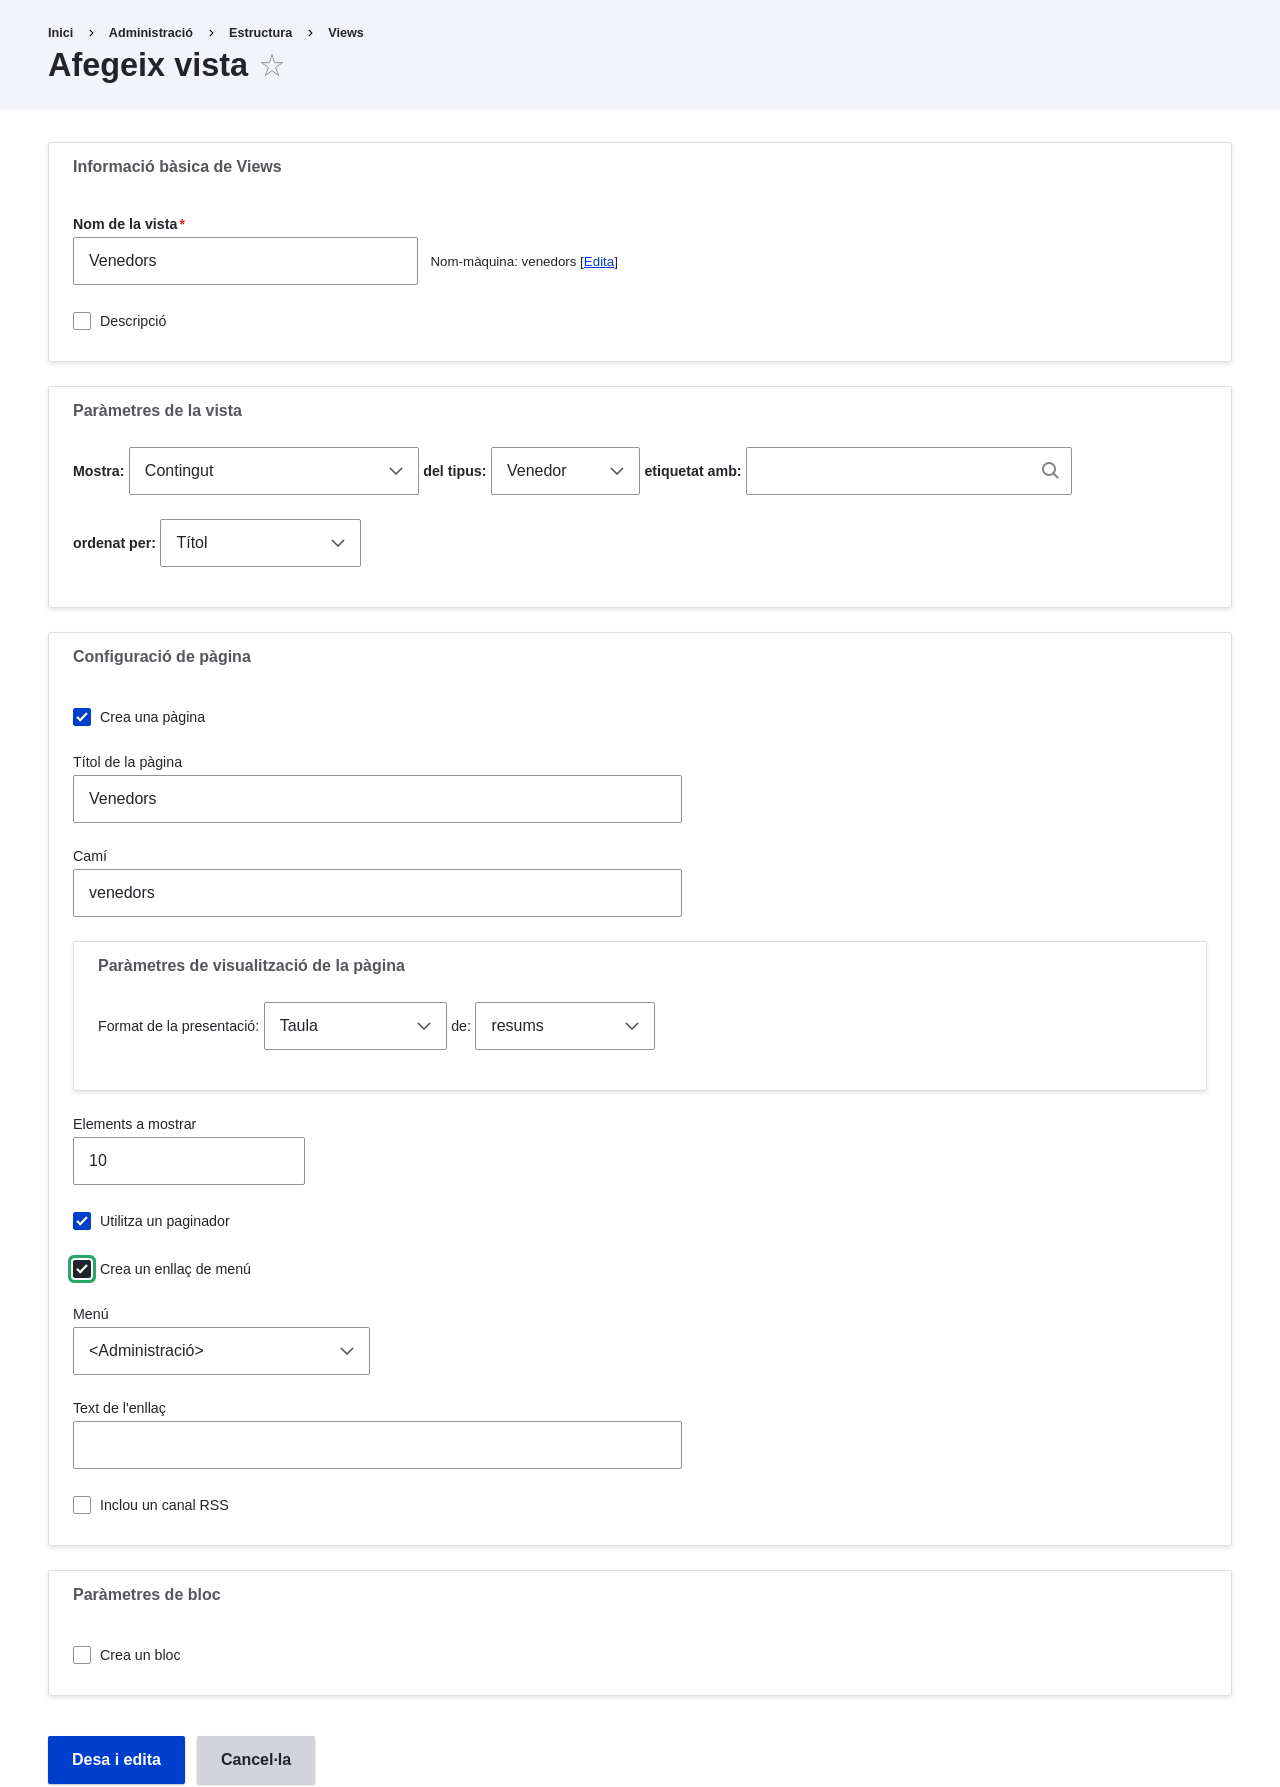 Inici › Administració › Estructura › Views
Afegeix vista
Informació bàsica de Views
Nom de la vista*
Venedors Nom-màquina: venedors [Edita]
Descripció
Paràmetres de la vista
Mostra: Contingut del tipus: Venedor etiquetat amb:
ordenat per: Títol
Configuració de pàgina
Crea una pàgina
Títol de la pàgina
Venedors
Camí
venedors
Paràmetres de visualització de la pàgina
Format de la presentació: Taula de: resums
Elements a mostrar
10
Utilitza un paginador
Crea un enllaç de menú
Menú
<Administració>
Text de l'enllaç
Inclou un canal RSS
Paràmetres de bloc
Crea un bloc
Desa i edita Cancel·la